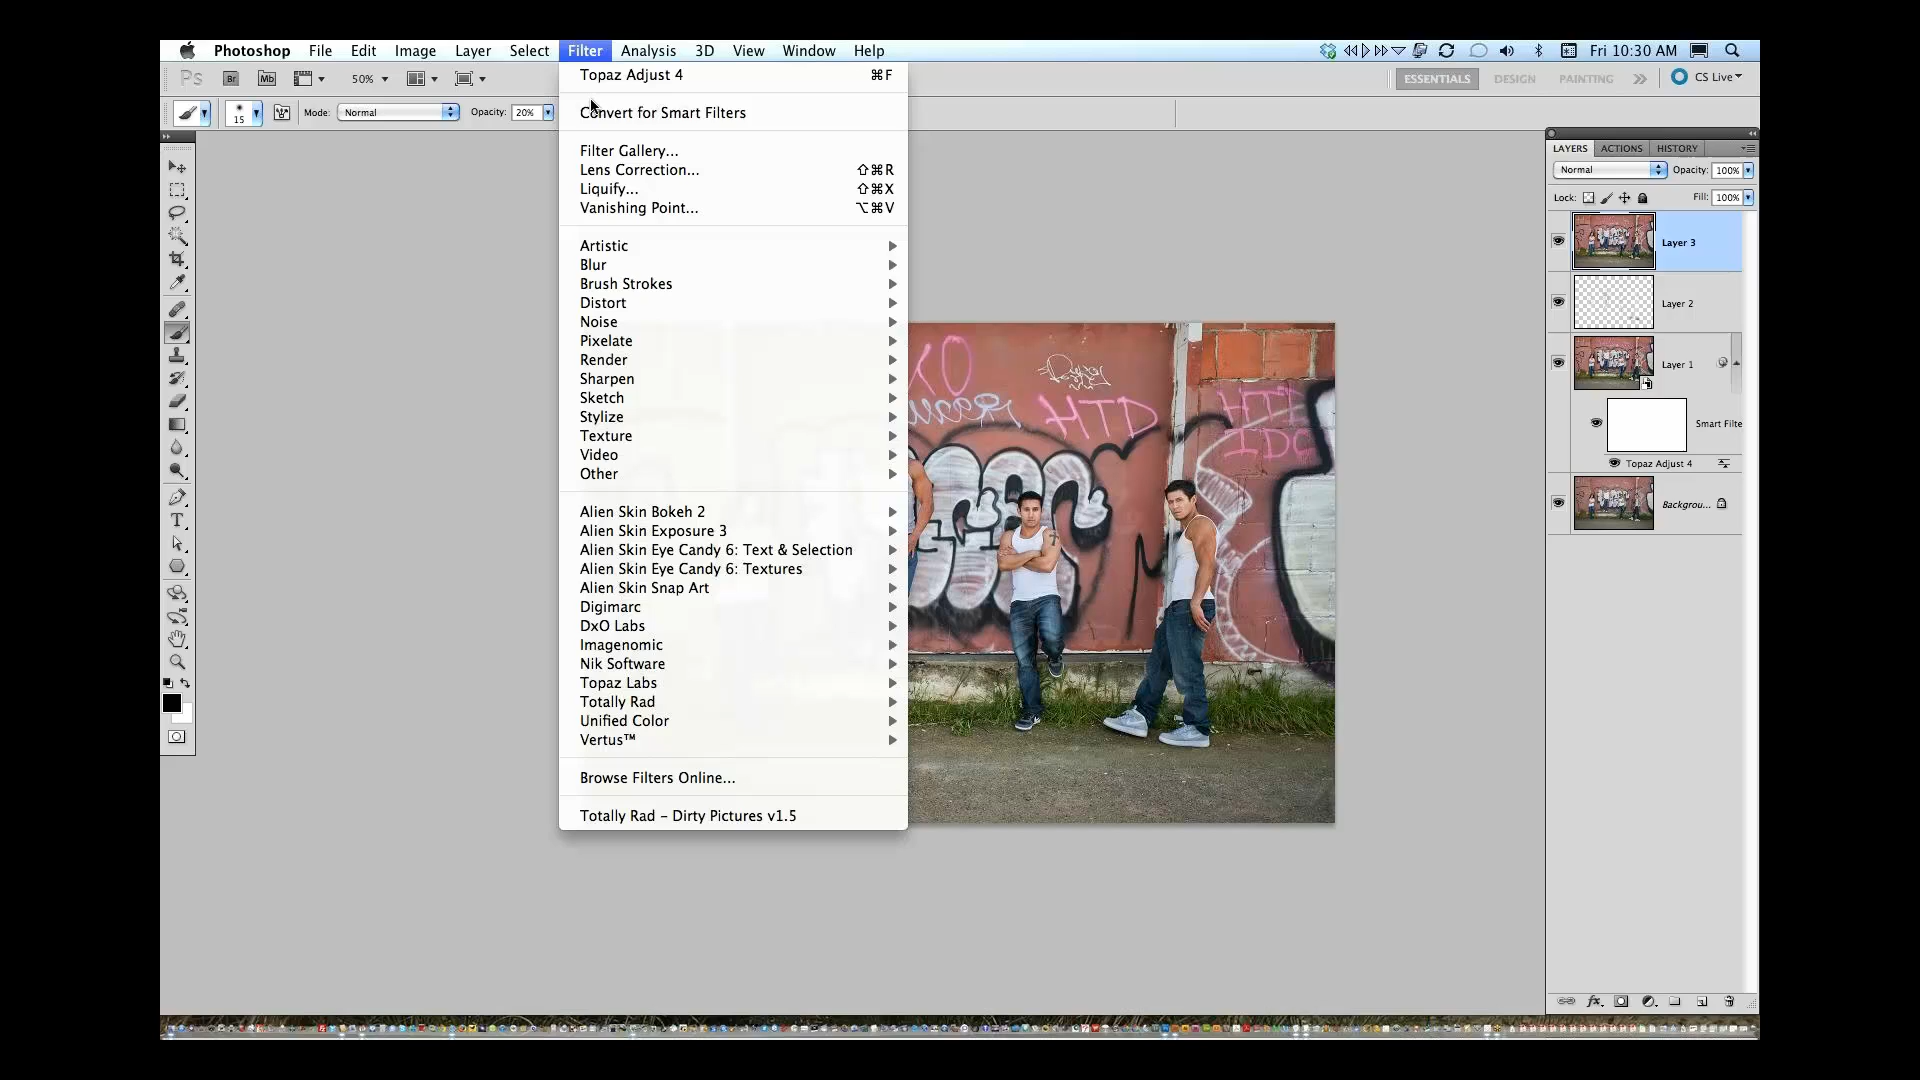 Photoshop File Edit Image Layer Select Filter Analysis 3D View Window Help Fri 10:30 AM
Ps Br Mb 50% ESSENTIALS DESIGN PAINTING CS Live
15 Mode: Normal Opacity: 20%
Topaz Adjust 4 ⌘F
Convert for Smart Filters
Filter Gallery...
Lens Correction... ⇧⌘R
Liquify... ⇧⌘X
Vanishing Point... ⌥⌘V
Artistic
Blur
Brush Strokes
Distort
Noise
Pixelate
Render
Sharpen
Sketch
Stylize
Texture
Video
Other
Alien Skin Bokeh 2
Alien Skin Exposure 3
Alien Skin Eye Candy 6: Text & Selection
Alien Skin Eye Candy 6: Textures
Alien Skin Snap Art
Digimarc
DxO Labs
Imagenomic
Nik Software
Topaz Labs
Totally Rad
Unified Color
Vertus™
Browse Filters Online...
Totally Rad – Dirty Pictures v1.5
HTD
LAYERS ACTIONS HISTORY
Normal Opacity: 100%
Lock: Fill: 100%
Layer 3
Layer 2
Layer 1
Smart Filte
Topaz Adjust 4
Backgrou...
fx